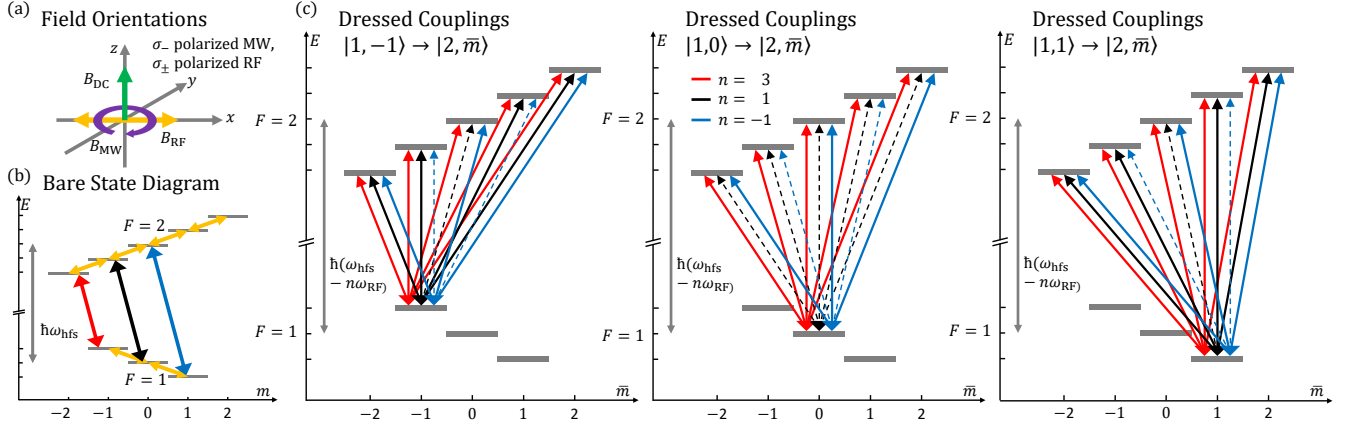 (a)
Field Orientations
z
σ₋ polarized MW,
σ± polarized RF
B_DC
y
x
B_MW
B_RF
(b)
Bare State Diagram
E
F = 2
ħω_hfs
F = 1
−2 −1 0 1 2 m
(c)
Dressed Couplings
|1, −1⟩ → |2, m̅⟩
E
F = 2
ħ(ω_hfs
− nω_RF)
F = 1
−2 −1 0 1 2 m̅
Dressed Couplings
|1,0⟩ → |2, m̅⟩
E
n = 3
n = 1
n = −1
F = 2
ħ(ω_hfs
− nω_RF)
F = 1
−2 −1 0 1 2 m̅
Dressed Couplings
|1,1⟩ → |2, m̅⟩
E
F = 2
ħ(ω_hfs
− nω_RF)
F = 1
−2 −1 0 1 2 m̅